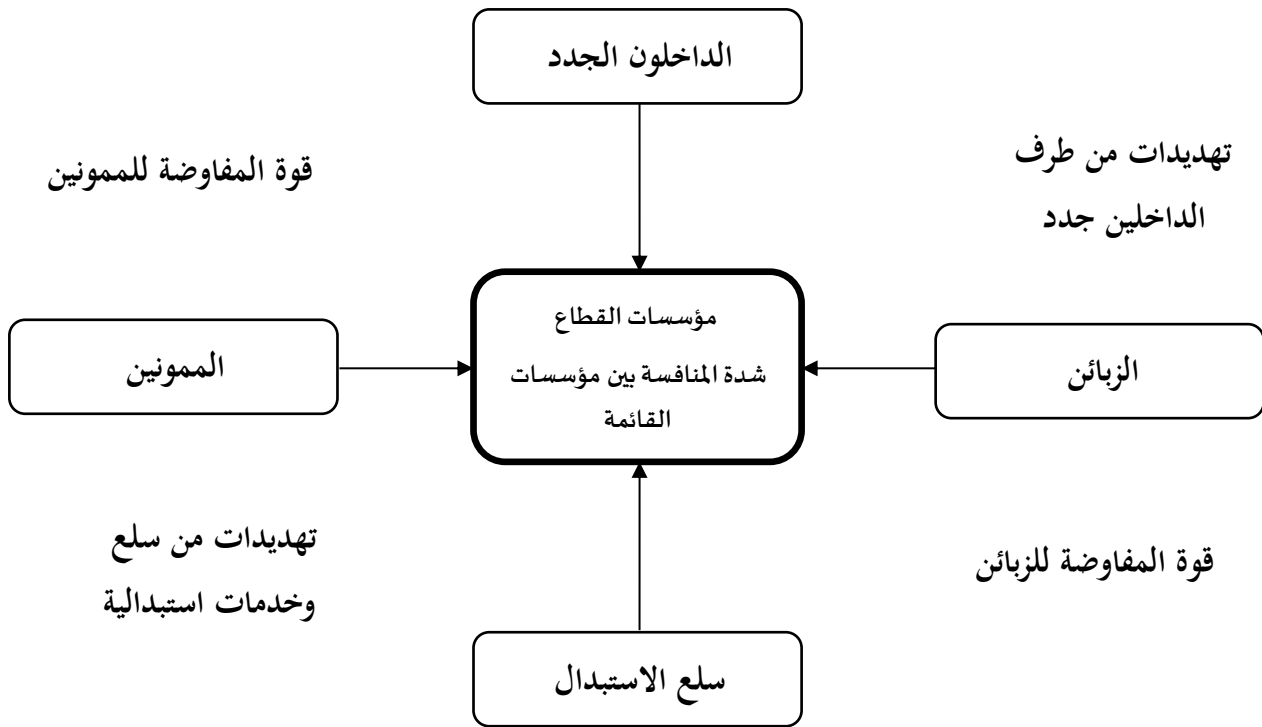 الداخلون الجدد
تهديدات من طرف
الداخلين جدد
قوة المفاوضة للممونين
مؤسسات القطاع
شدة المنافسة بين مؤسسات
القائمة
الزبائن
الممونين
قوة المفاوضة للزبائن
تهديدات من سلع
وخدمات استبدالية
سلع الاستبدال